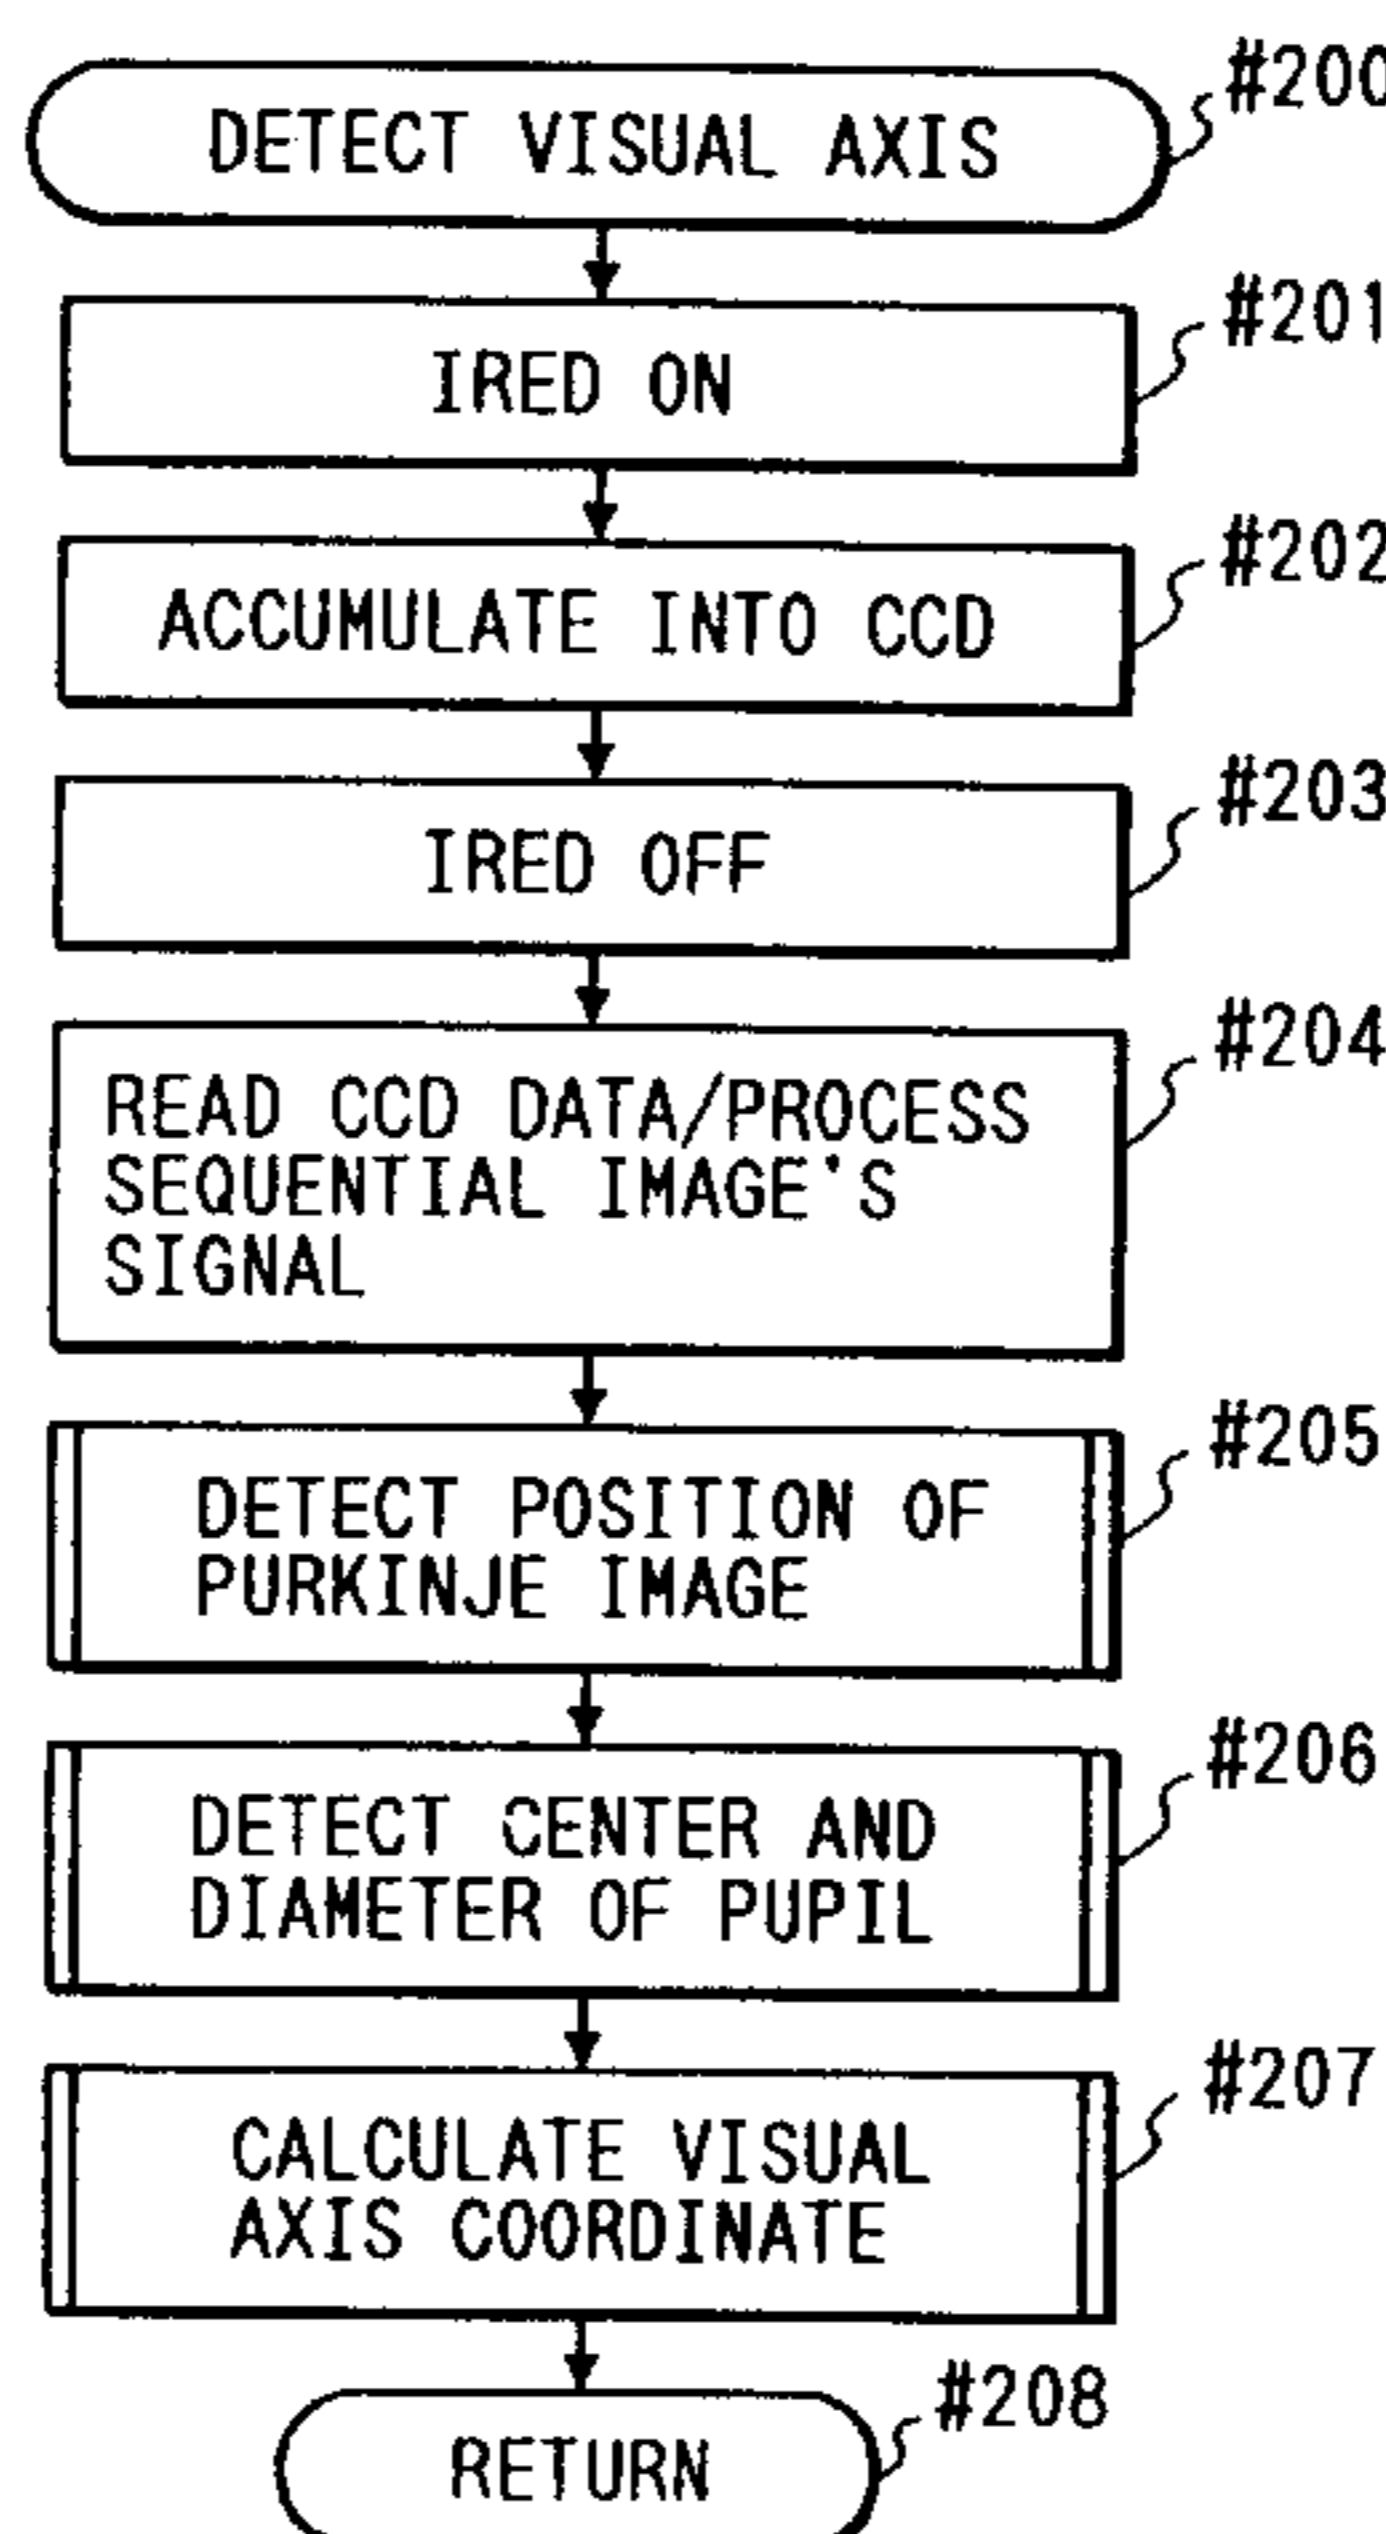 #200
DETECT VISUAL AXIS
#201
IRED ON
#202
ACCUMULATE INTO CCD
#203
IRED OFF
#204
READ CCD DATA/PROCESS
SEQUENTIAL IMAGE'S
SIGNAL
#205
DETECT POSITION OF
PURKINJE IMAGE
#206
DETECT CENTER AND
DIAMETER OF PUPIL
#207
CALCULATE VISUAL
AXIS COORDINATE
#208
RETURN